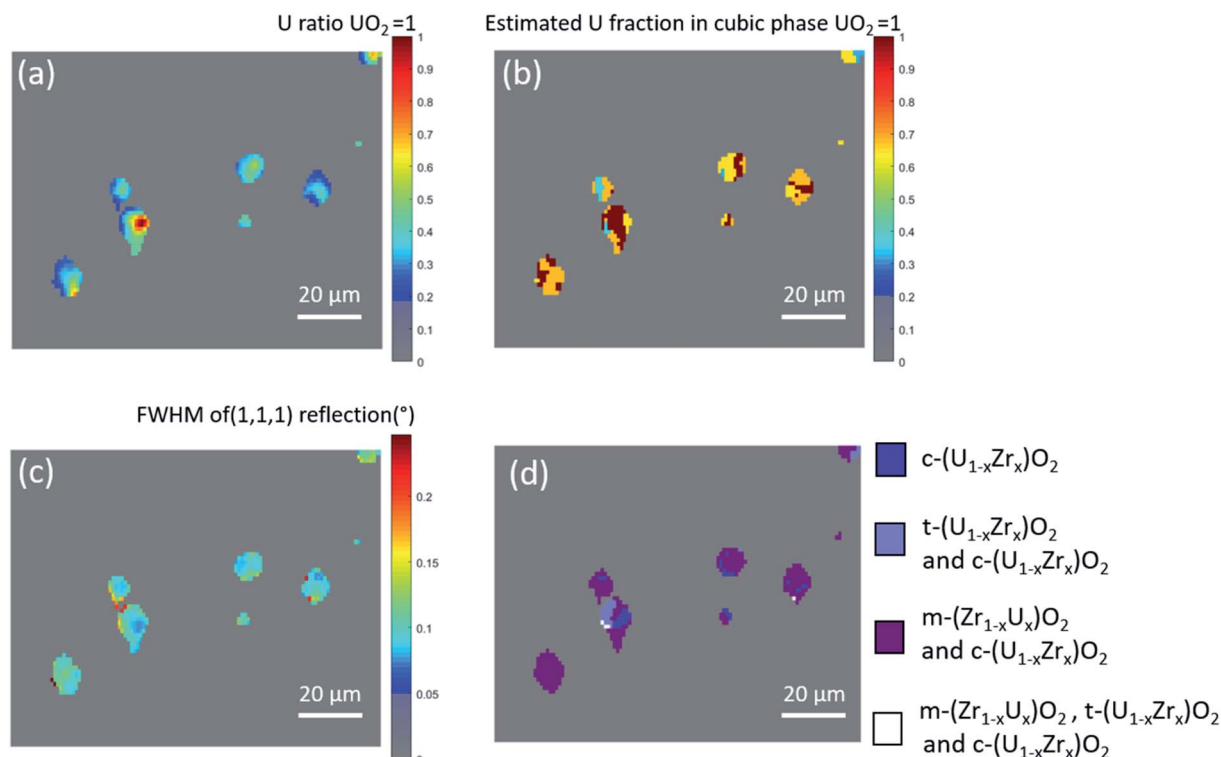 U ratio UO₂=1
Estimated U fraction in cubic phase UO₂=1
(a)
20 µm
1
0.9
0.8
0.7
0.6
0.5
0.4
0.3
0.2
0.1
0
(b)
20 µm
1
0.9
0.8
0.7
0.6
0.5
0.4
0.3
0.2
0.1
0
FWHM of(1,1,1) reflection(°)
(c)
20 µm
0.2
0.15
0.1
0.05
(d)
20 µm
c-(U₁₋ₓZrₓ)O₂
t-(U₁₋ₓZrₓ)O₂
and c-(U₁₋ₓZrₓ)O₂
m-(Zr₁₋ₓUₓ)O₂
and c-(U₁₋ₓZrₓ)O₂
m-(Zr₁₋ₓUₓ)O₂ , t-(U₁₋ₓZrₓ)O₂
and c-(U₁₋ₓZrₓ)O₂